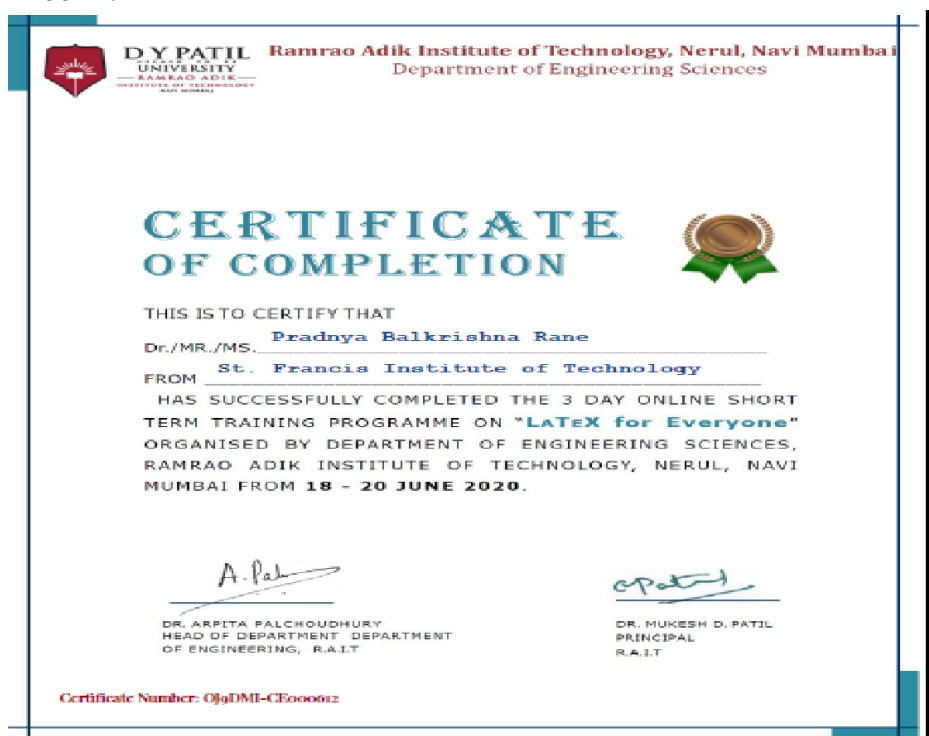 D Y PATIL
UNIVERSITY
RAMRAO ADIK
INSTITUTE OF TECHNOLOGY
NAVI MUMBAI
Ramrao Adik Institute of Technology, Nerul, Navi Mumbai
Department of Engineering Sciences
CERTIFICATE
OF COMPLETION
THIS IS TO CERTIFY THAT
Dr./MR./MS. Pradnya Balkrishna Rane
FROM St. Francis Institute of Technology
HAS SUCCESSFULLY COMPLETED THE 3 DAY ONLINE SHORT
TERM TRAINING PROGRAMME ON "LATEX for Everyone"
ORGANISED BY DEPARTMENT OF ENGINEERING SCIENCES,
RAMRAO ADIK INSTITUTE OF TECHNOLOGY, NERUL, NAVI
MUMBAI FROM 18 – 20 JUNE 2020.
DR. ARPITA PALCHOUDHURY
HEAD OF DEPARTMENT DEPARTMENT
OF ENGINEERING, R.A.I.T
DR. MUKESH D. PATIL
PRINCIPAL
R.A.I.T
Certificate Number: OJ9DMI-CE000612